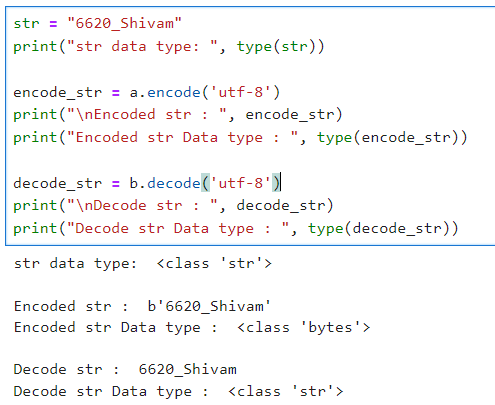 str = "6620_Shivam"
print("str data type: ", type(str))
encode_str = a.encode('utf-8')
print("\nEncoded str : ", encode_str)
print("Encoded str Data type : ", type(encode_str))
decode_str = b.decode('utf-8')
print("\nDecode str : ", decode_str)
print("Decode str Data type : ", type(decode_str))
str data type:  <class 'str'>
Encoded str :  b'6620_Shivam'
Encoded str Data type :  <class 'bytes'>
Decode str :  6620_Shivam
Decode str Data type :  <class 'str'>